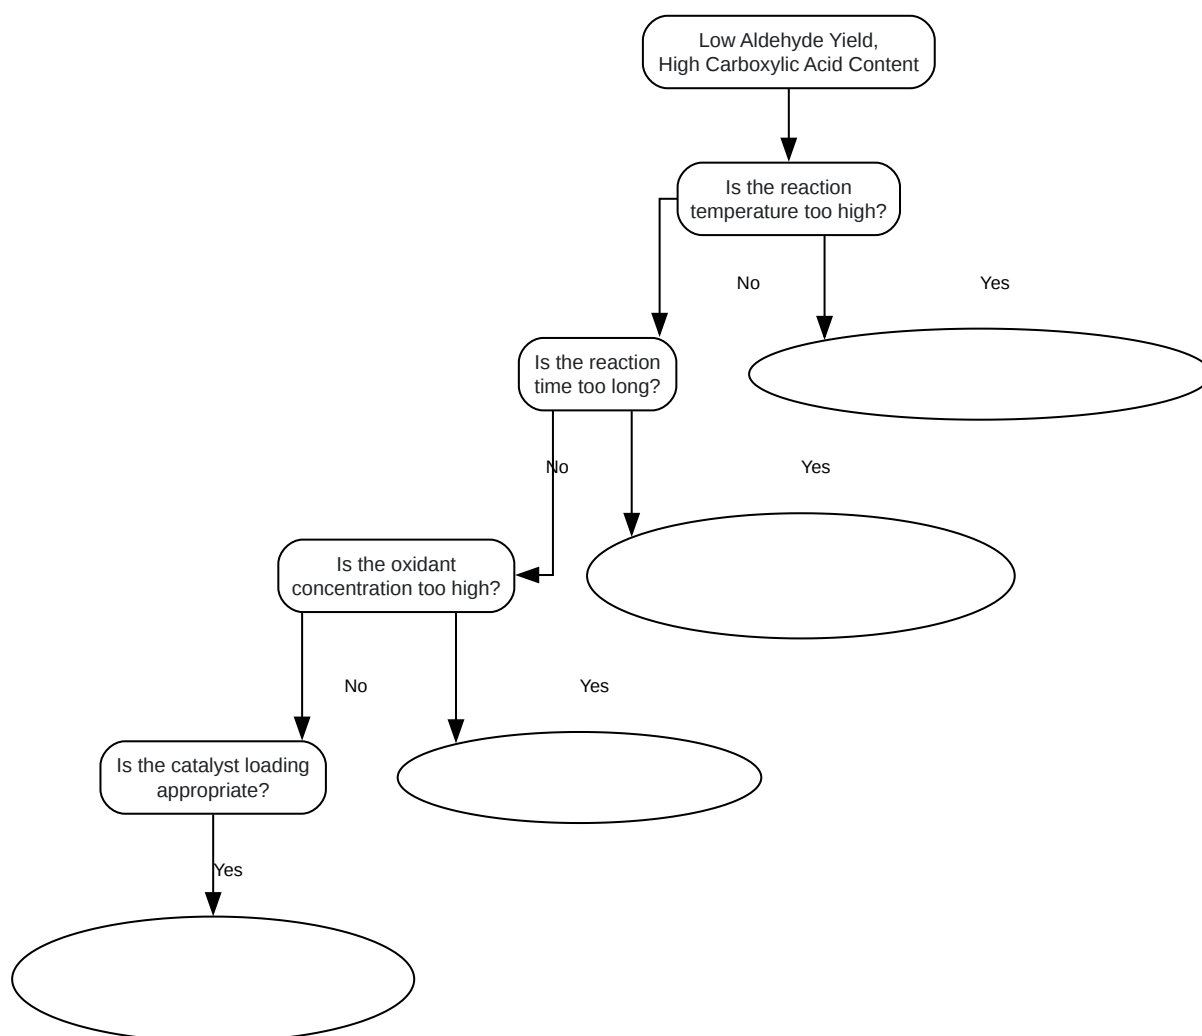 Low Aldehyde Yield,
High Carboxylic Acid Content
Is the reaction
temperature too high?
No
Yes
Is the reaction
time too long?
No
Yes
Is the oxidant
concentration too high?
No
Yes
Is the catalyst loading
appropriate?
Yes